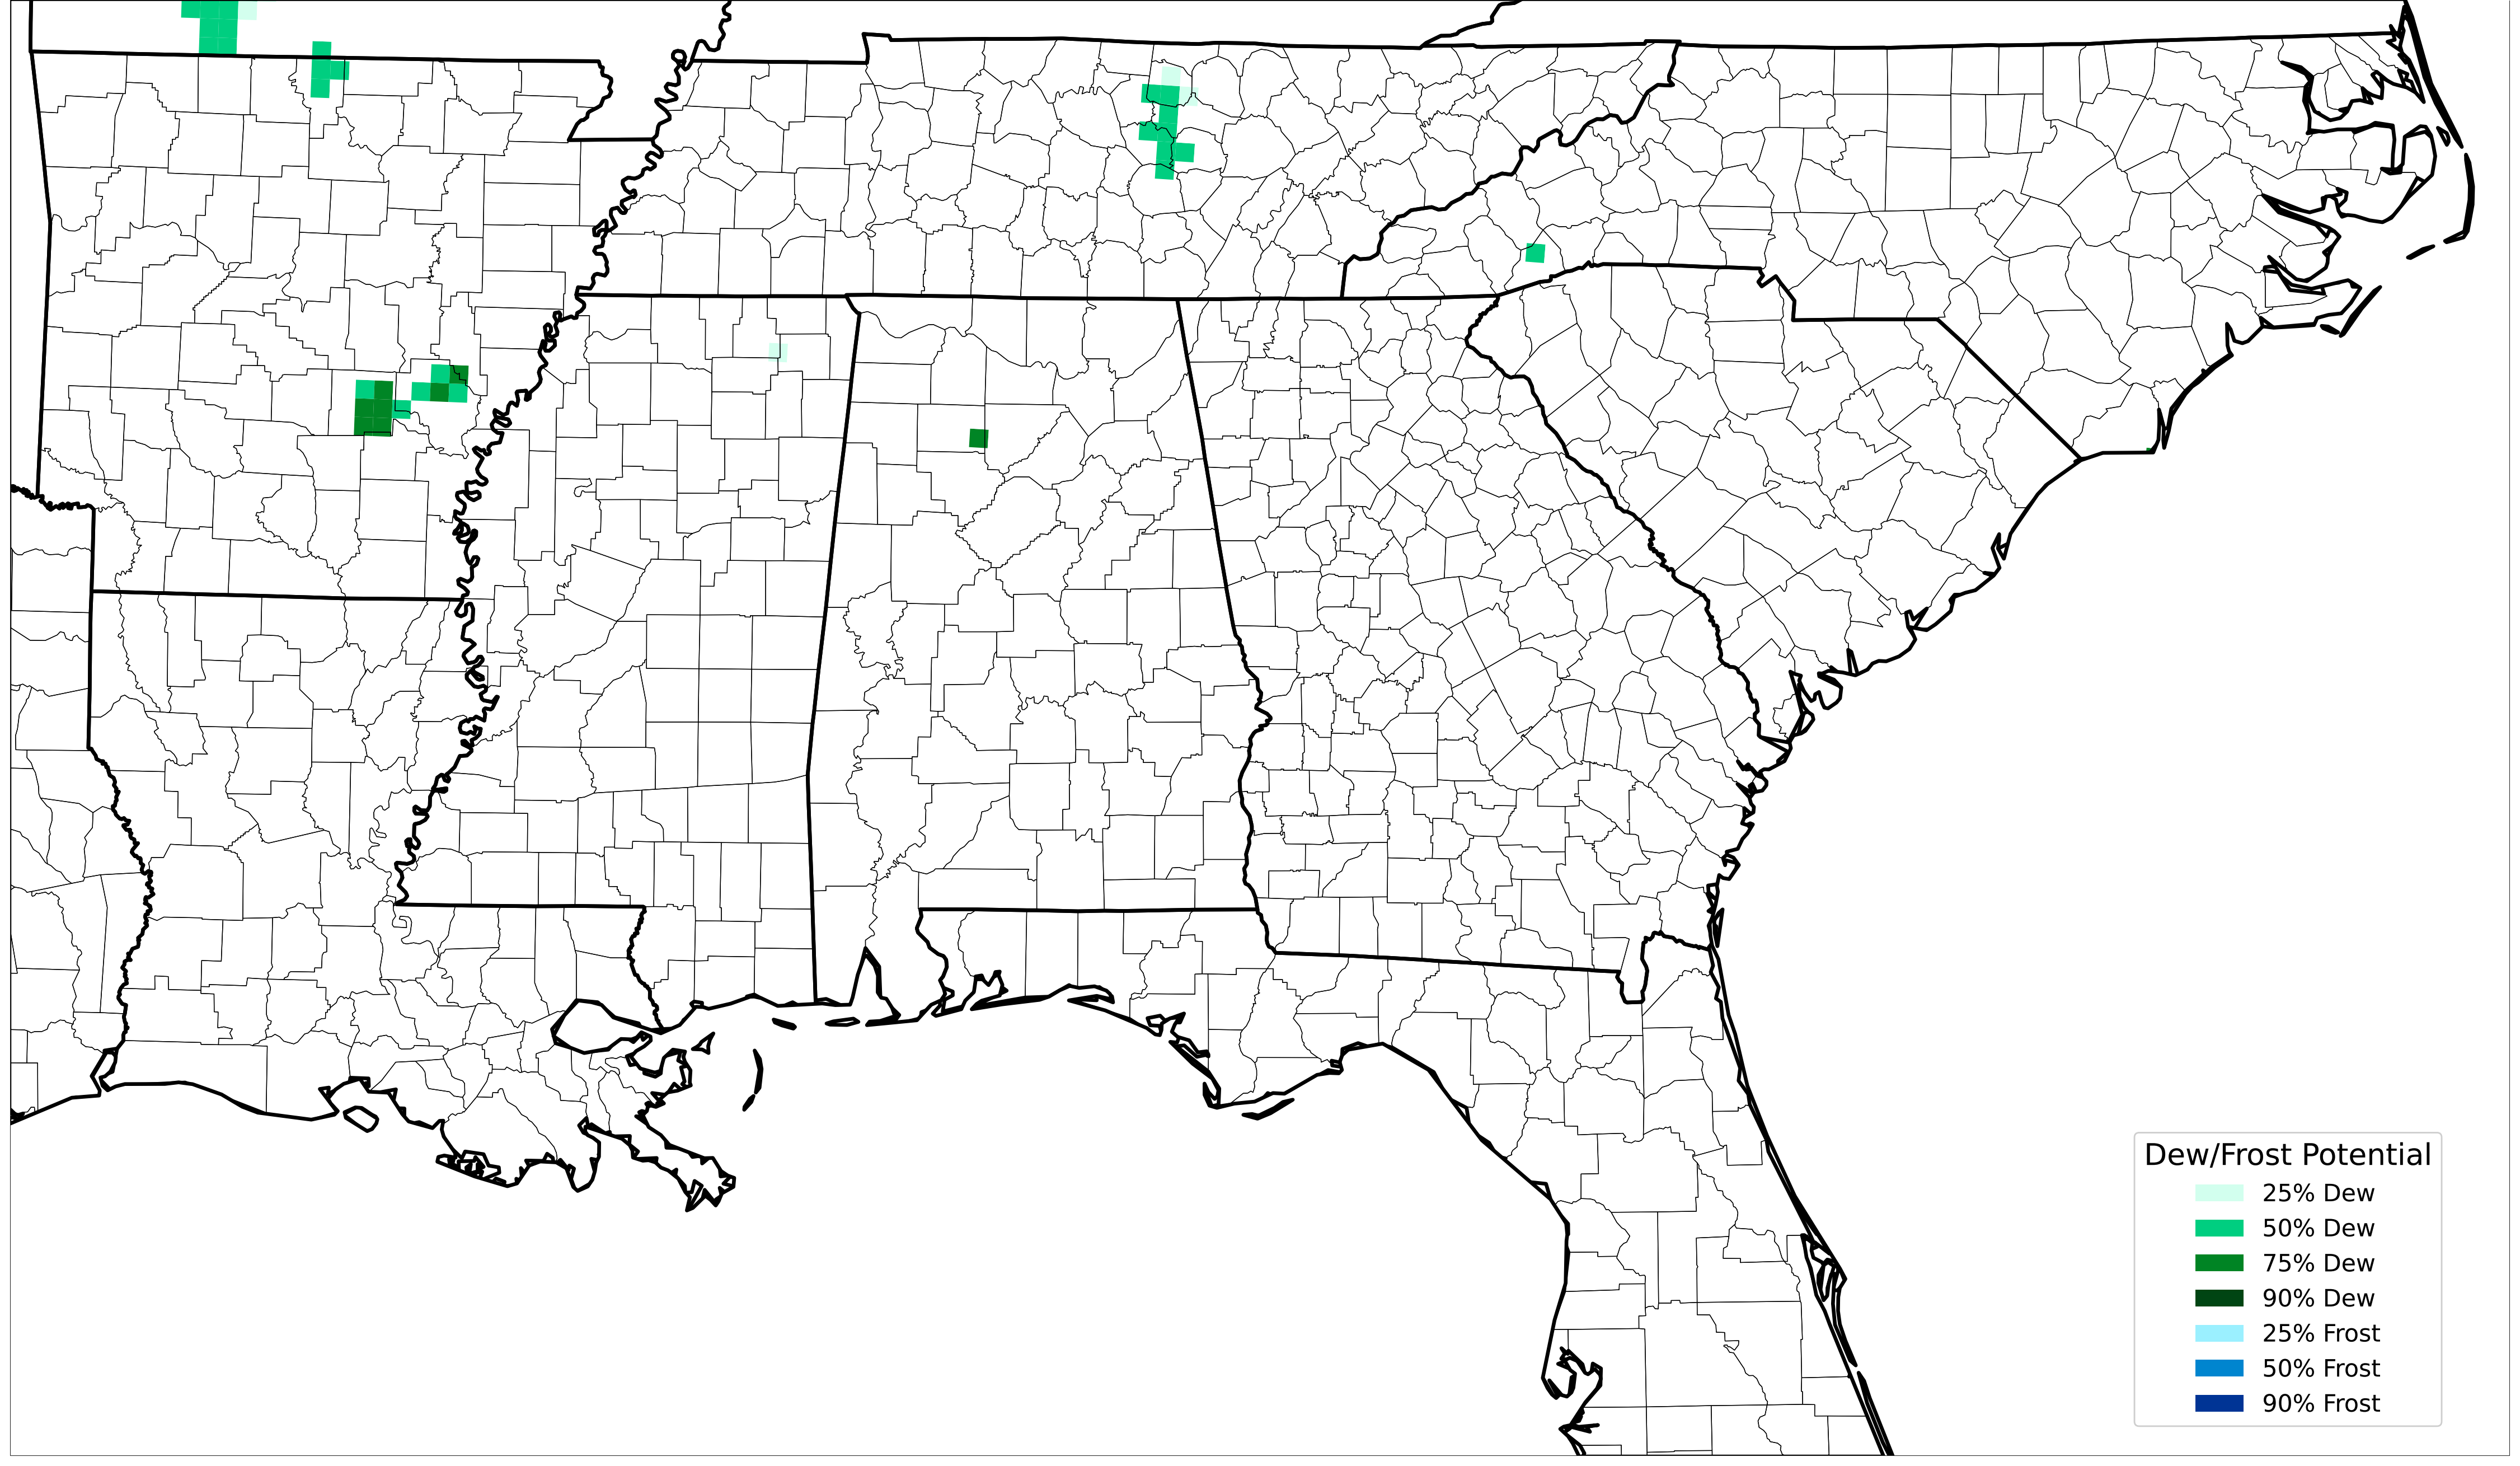 Dew/Frost Potential
25% Dew
50% Dew
75% Dew
90% Dew
25% Frost
50% Frost
90% Frost